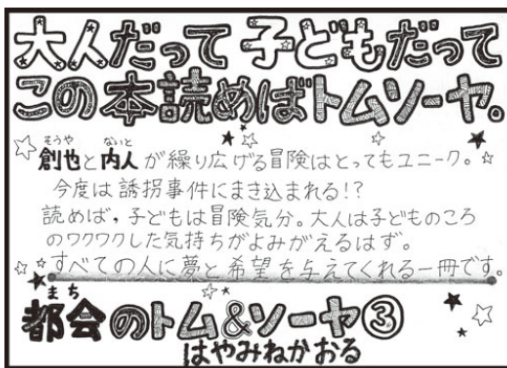 大人だって子どもだって
この本読めばトムソーヤ。
そうや ないと
創也と内人が繰り広げる冒険はとってもユニーク。
今度は誘拐事件にまき込まれる!?
読めば、子どもは冒険気分。大人は子どものころ
のワクワクした気持ちがよみがえるはず。
すべての人に夢と希望を与えてくれる一冊です。
まち
都会のトム&ソーヤ③
はやみねかおる